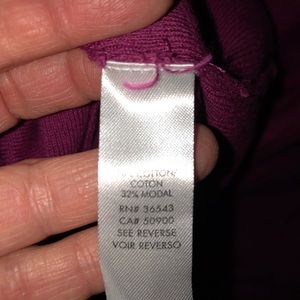 COTTON/
COTON
32% MODAL
RN# 36543
CA# 50900
SEE REVERSE
VOIR REVERSO